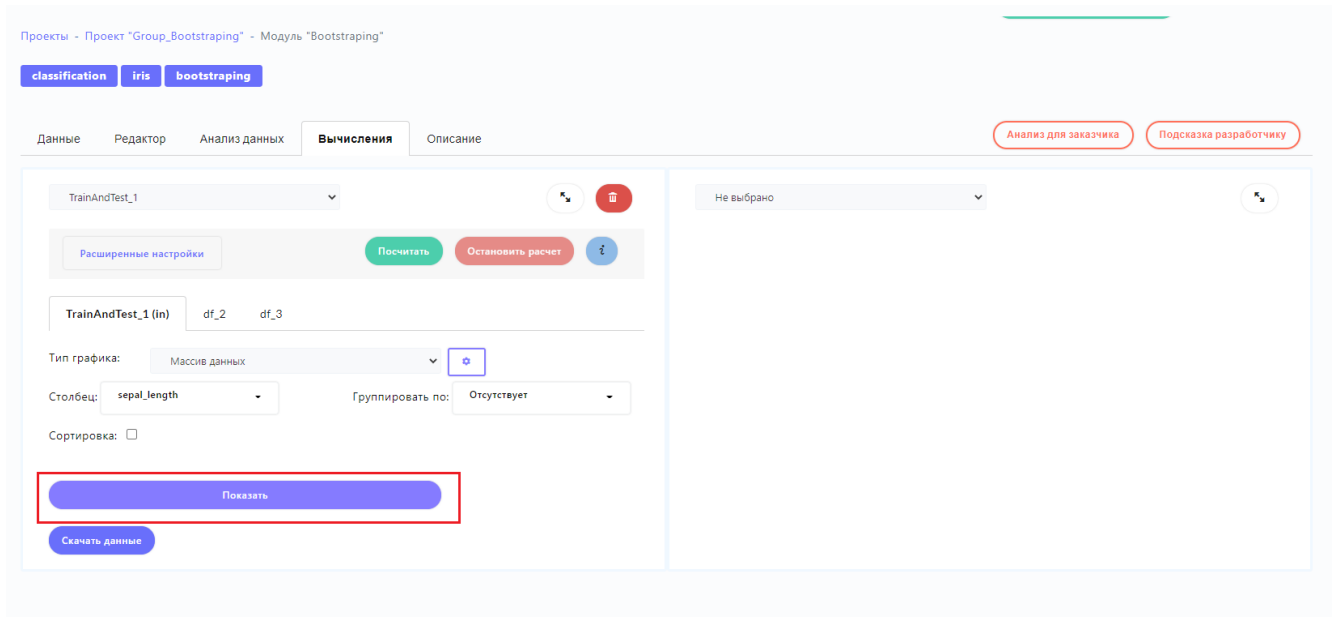 Проекты - Проект "Group_Bootstraping" - Модуль "Bootstraping"
classification iris bootstraping
Данные Редактор Анализ данных Вычисления Описание Анализ для заказчика Подсказка разработчику
TrainAndTest_1 Не выбрано
Расширенные настройки Посчитать Остановить расчет i
TrainAndTest_1 (in) df_2 df_3
Тип графика: Массив данных
Столбец: sepal_length Группировать по: Отсутствует
Сортировка:
Показать
Скачать данные